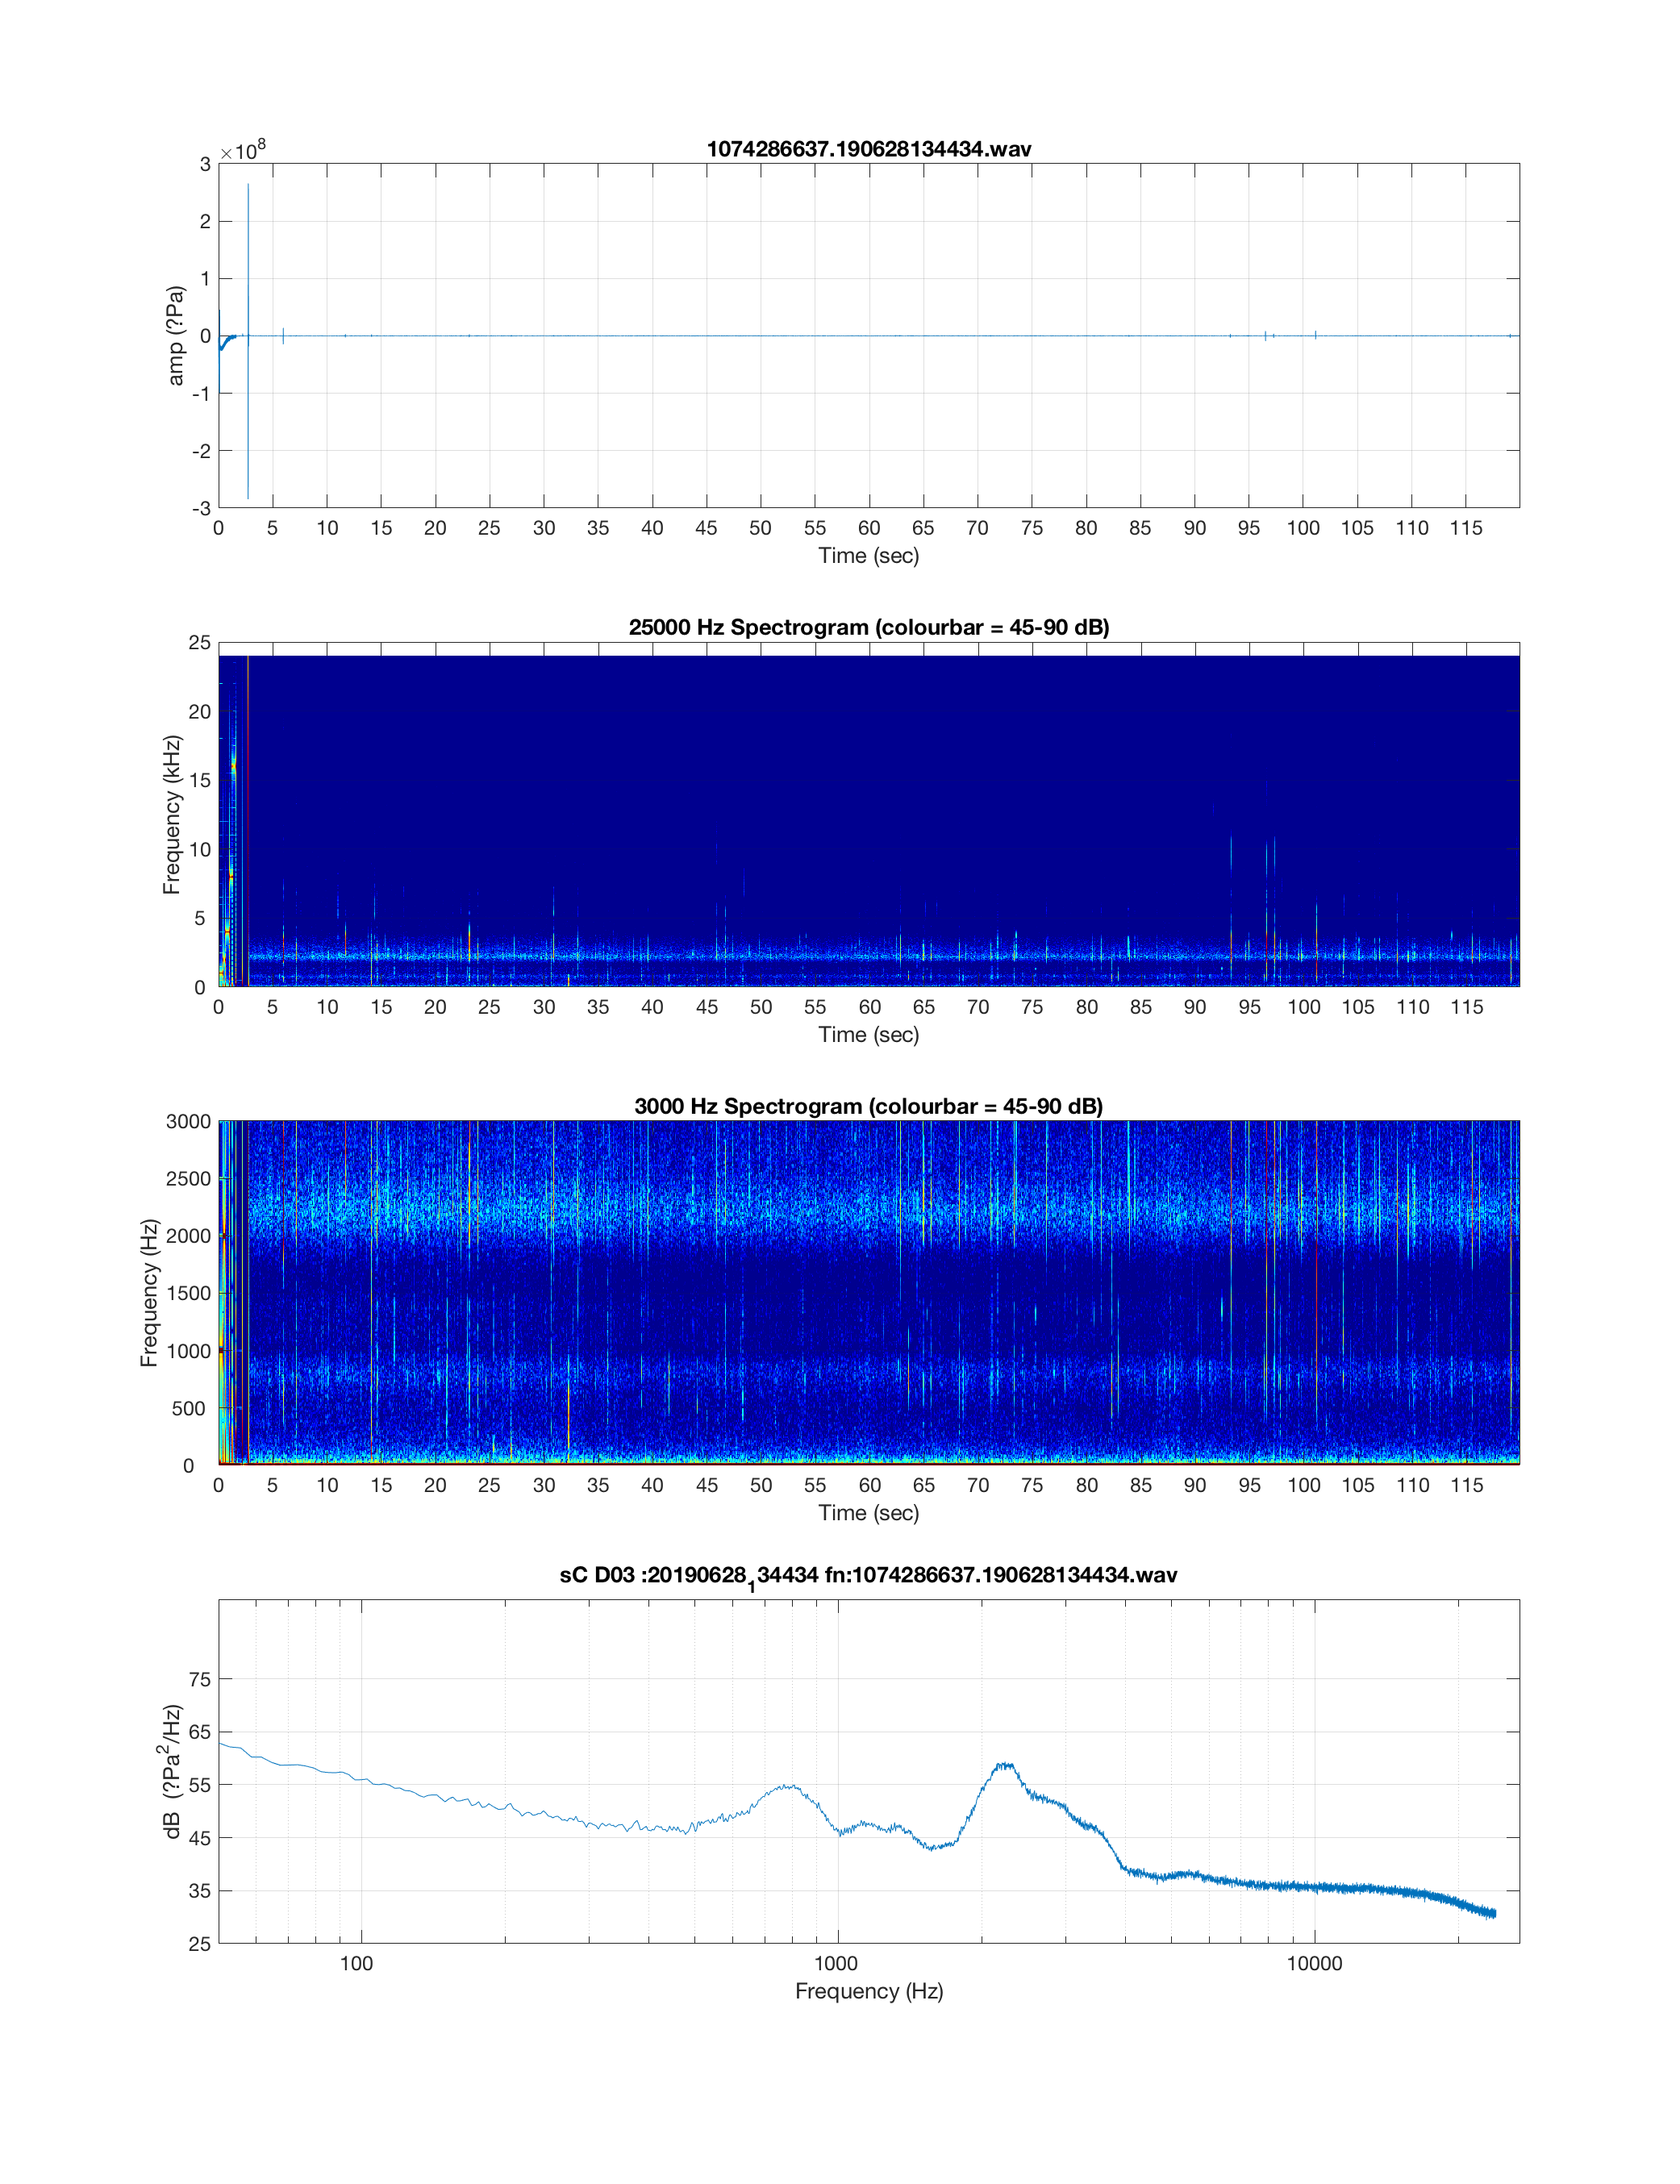 1074286637.190628134434.wav
×10^8
3
2
1
0
-1
-2
-3
amp (?Pa)
0 5 10 15 20 25 30 35 40 45 50 55 60 65 70 75 80 85 90 95 100 105 110 115
Time (sec)
25000 Hz Spectrogram (colourbar = 45-90 dB)
25
20
15
10
5
0
Frequency (kHz)
0 5 10 15 20 25 30 35 40 45 50 55 60 65 70 75 80 85 90 95 100 105 110 115
Time (sec)
3000 Hz Spectrogram (colourbar = 45-90 dB)
3000
2500
2000
1500
1000
500
0
Frequency (Hz)
0 5 10 15 20 25 30 35 40 45 50 55 60 65 70 75 80 85 90 95 100 105 110 115
Time (sec)
sC D03 :20190628_134434 fn:1074286637.190628134434.wav
75
65
55
45
35
25
dB (?Pa^2/Hz)
100 1000 10000
Frequency (Hz)